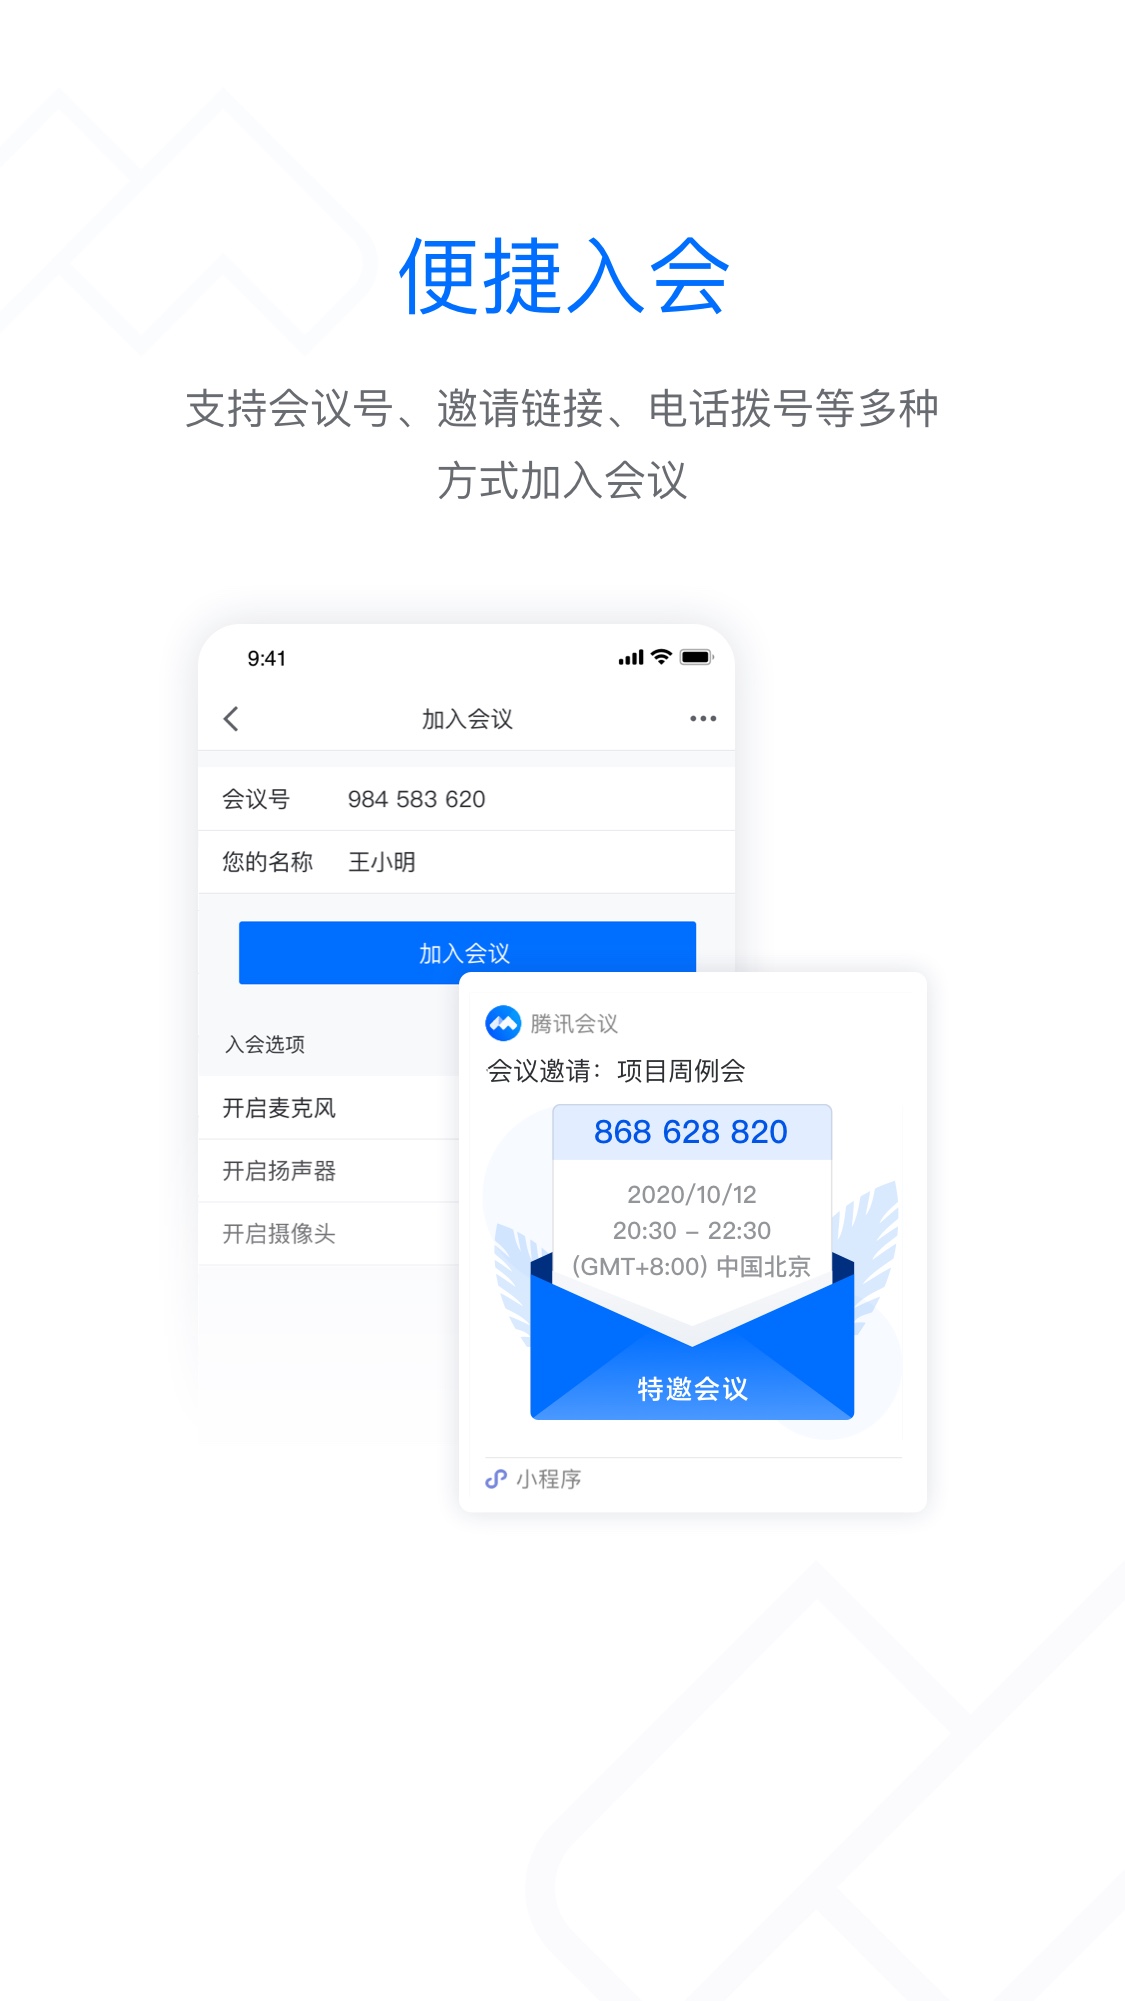 便捷入会
支持会议号、邀请链接、电话拨号等多种
方式加入会议
9:41
加入会议
会议号 984 583 620
您的名称 王小明
加入会议
入会选项
开启麦克风
开启扬声器
开启摄像头
腾讯会议
会议邀请：项目周例会
868 628 820
2020/10/12
20:30 – 22:30
(GMT+8:00) 中国北京
特邀会议
小程序